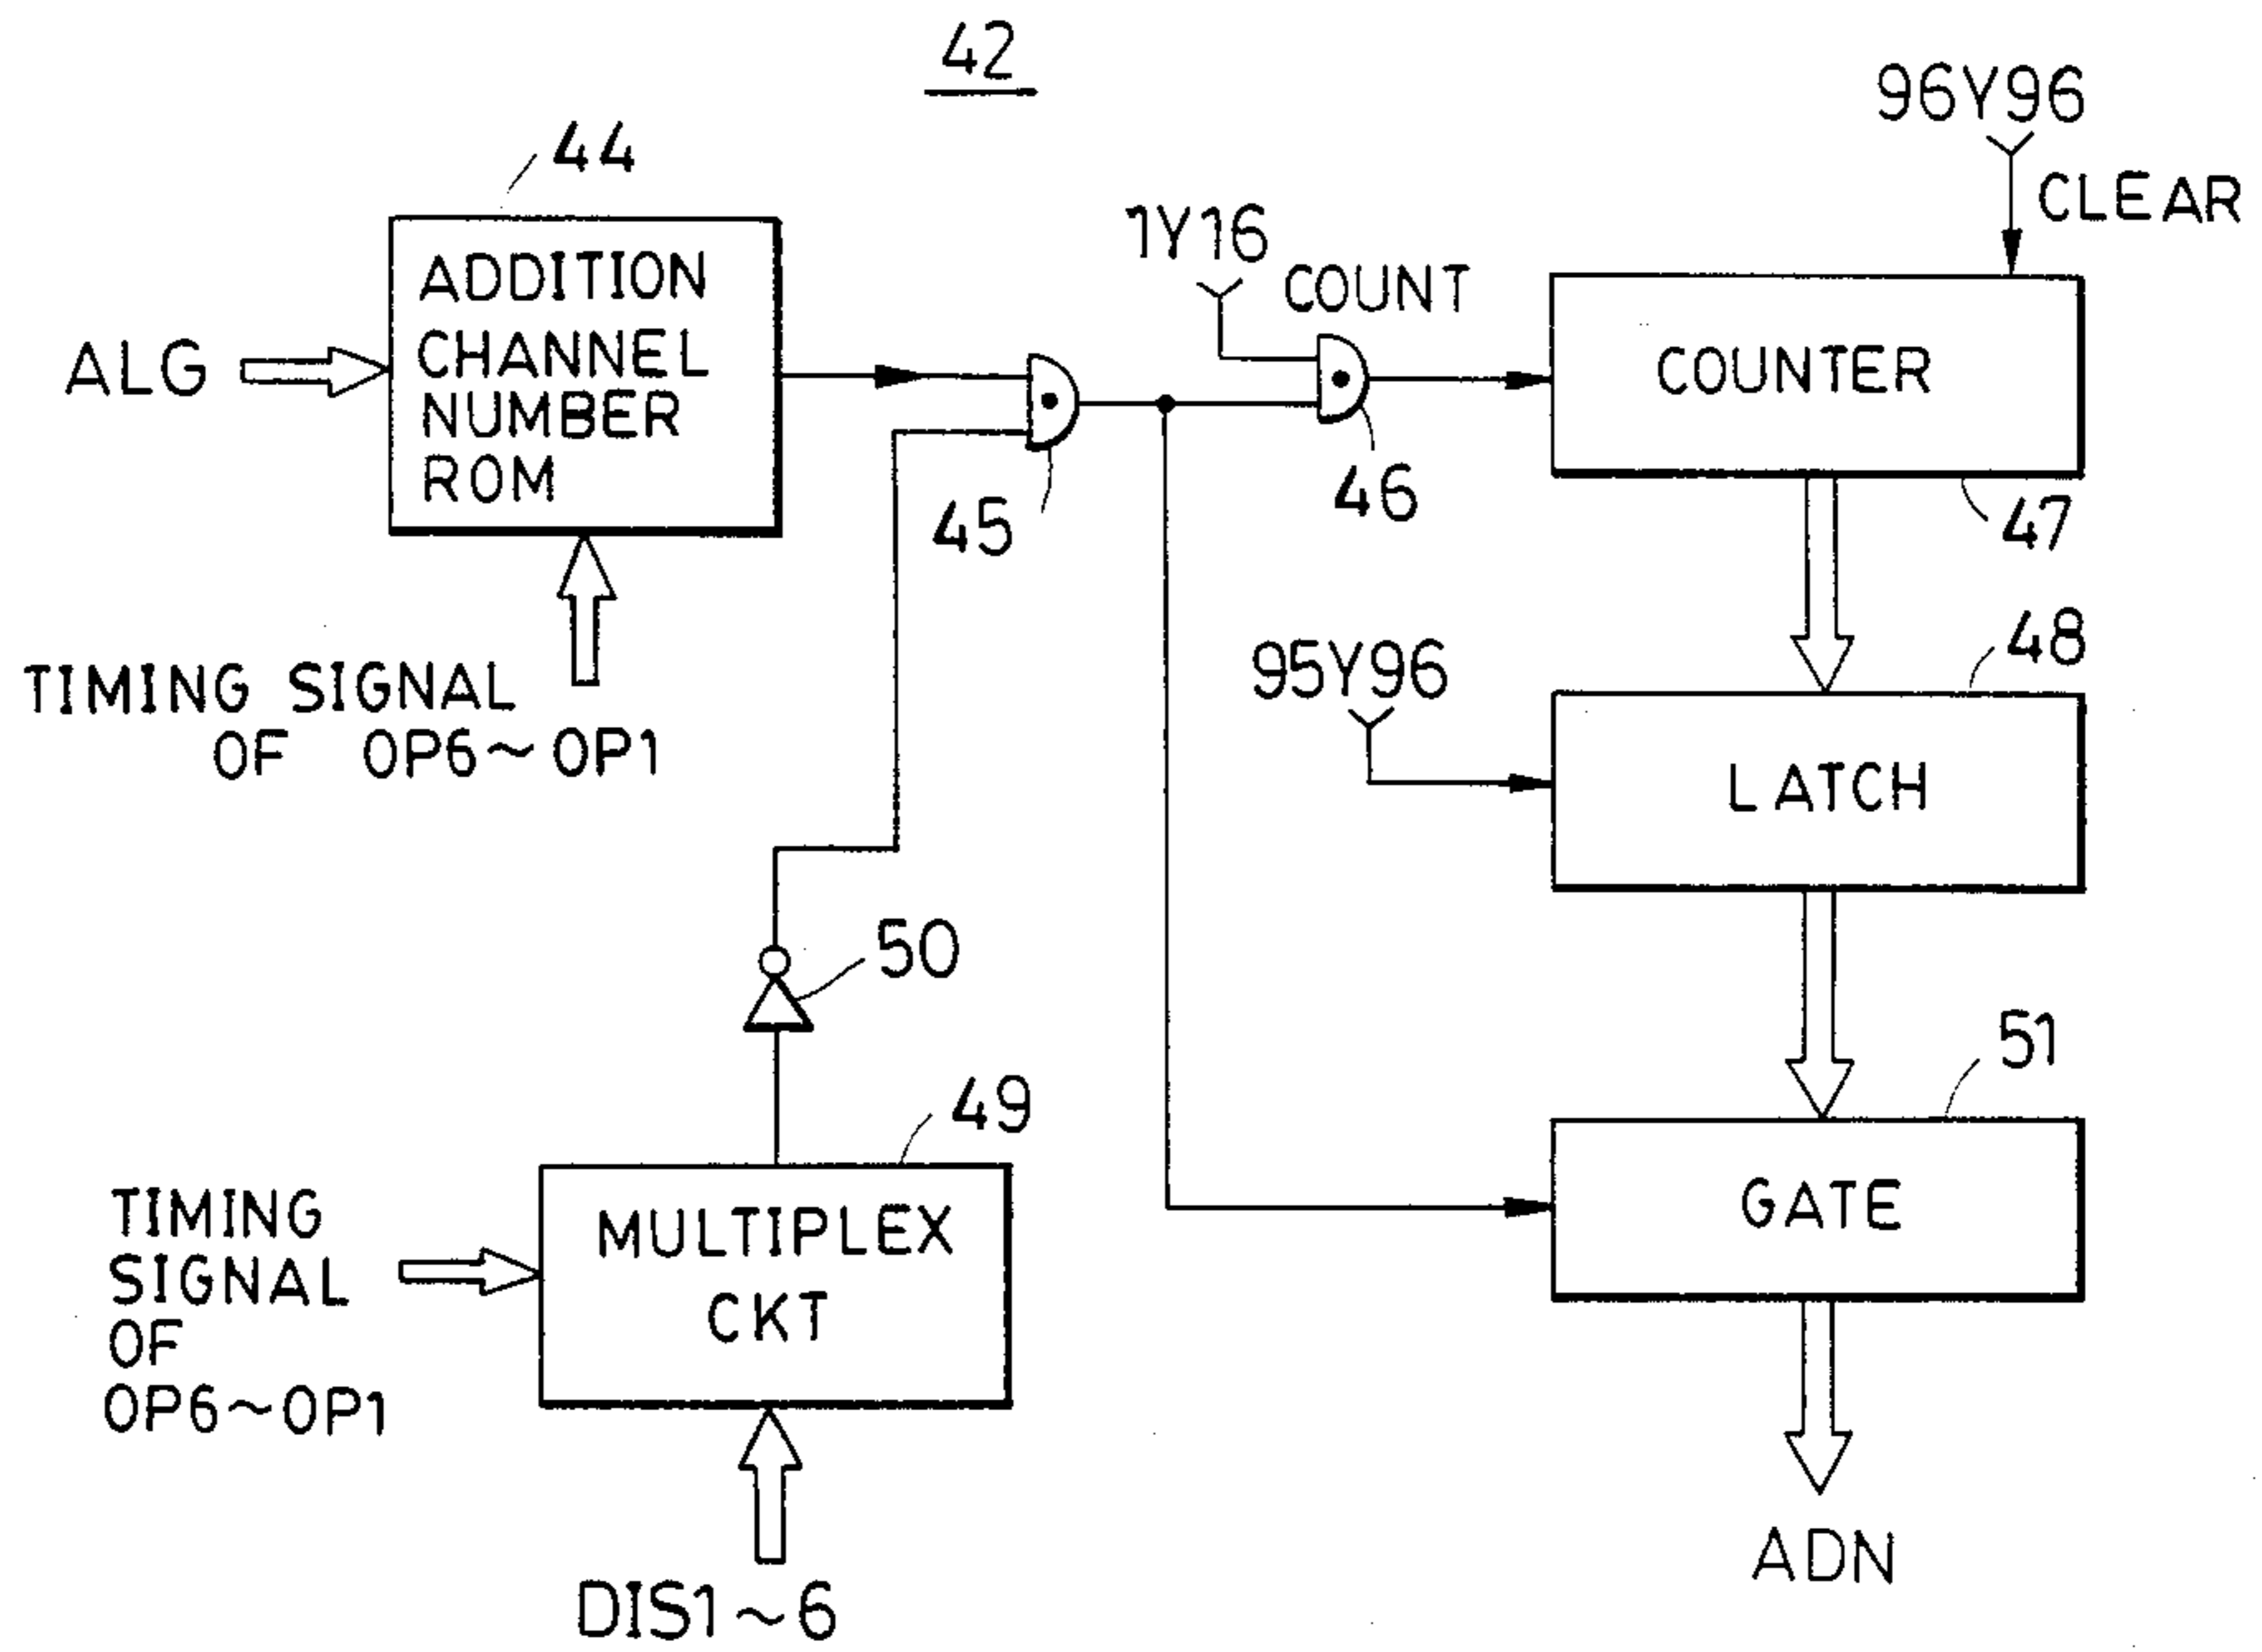 42
96Y96
CLEAR
44
1Y16
COUNT
ADDITION
CHANNEL
NUMBER
ROM
ALG
COUNTER
45
46
47
TIMING SIGNAL
OF OP6~OP1
95Y96
48
LATCH
50
49
51
TIMING
SIGNAL
OF
OP6~OP1
MULTIPLEX
CKT
GATE
DIS1~6
ADN